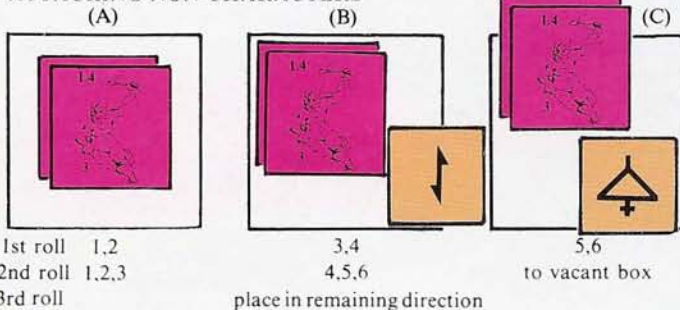 (A) (B) (C)
1.4 1.4 1.4
1st roll 1,2 3,4 5,6
2nd roll 1,2,3 4,5,6 to vacant box
3rd roll place in remaining direction